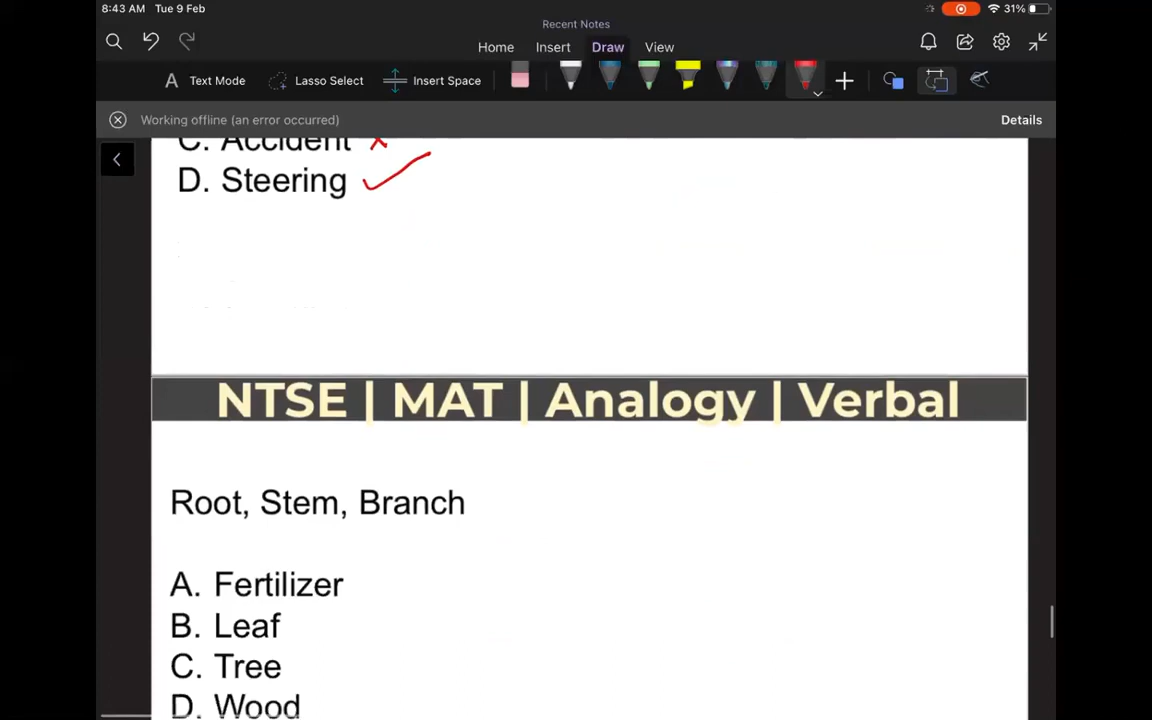 8:43 AM Tue 9 Feb
31%
Recent Notes
Home Insert Draw View
Text Mode Lasso Select Insert Space
Working offline (an error occurred) Details
C. Accident
D. Steering
NTSE | MAT | Analogy | Verbal
Root, Stem, Branch
A. Fertilizer
B. Leaf
C. Tree
D. Wood